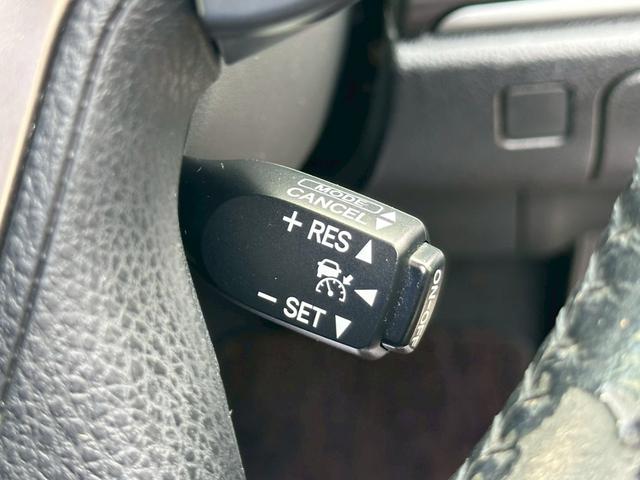 MODE
CANCEL
+ RES
− SET
ON-OFF